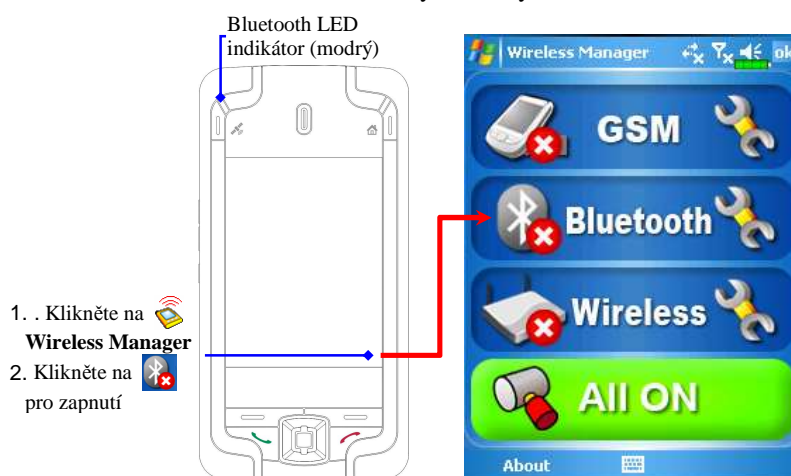 Bluetooth LED
indikátor (modrý)
1. . Klikněte na
Wireless Manager
2. Klikněte na
pro zapnutí
Wireless Manager ok
GSM
Bluetooth
Wireless
All ON
About